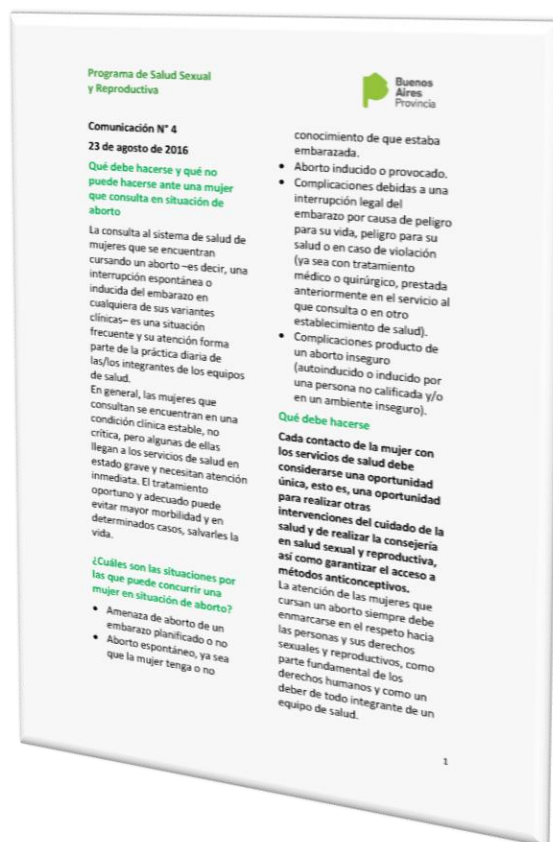 Programa de Salud Sexual
y Reproductiva
Buenos
Aires
Provincia
Comunicación N° 4
23 de agosto de 2016
Qué debe hacerse y qué no
puede hacerse ante una mujer
que consulta en situación de
aborto
La consulta al sistema de salud de
mujeres que se encuentran
cursando un aborto –es decir, una
interrupción espontánea o
inducida del embarazo en
cualquiera de sus variantes
clínicas– es una situación
frecuente y su atención forma
parte de la práctica diaria de
las/los integrantes de los equipos
de salud.
En general, las mujeres que
consultan se encuentran en una
condición clínica estable, no
crítica, pero algunas de ellas
llegan a los servicios de salud en
estado grave y necesitan atención
inmediata. El tratamiento
oportuno y adecuado puede
evitar mayor morbilidad y en
determinados casos, salvarles la
vida.
¿Cuáles son las situaciones por
las que puede concurrir una
mujer en situación de aborto?
• Amenaza de aborto de un
embarazo planificado o no
• Aborto espontáneo, ya sea
que la mujer tenga o no
conocimiento de que estaba
embarazada.
• Aborto inducido o provocado.
• Complicaciones debidas a una
interrupción legal del
embarazo por causa de peligro
para su vida, peligro para su
salud o en caso de violación
(ya sea con tratamiento
médico o quirúrgico, prestada
anteriormente en el servicio al
que consulta o en otro
establecimiento de salud).
• Complicaciones producto de
un aborto inseguro
(autoinducido o inducido por
una persona no calificada y/o
en un ambiente inseguro).
Qué debe hacerse
Cada contacto de la mujer con
los servicios de salud debe
considerarse una oportunidad
única, esto es, una oportunidad
para realizar otras
intervenciones del cuidado de la
salud y de realizar la consejería
en salud sexual y reproductiva,
así como garantizar el acceso a
métodos anticonceptivos.
La atención de las mujeres que
cursan un aborto siempre debe
enmarcarse en el respeto hacia
las personas y sus derechos
sexuales y reproductivos, como
parte fundamental de los
derechos humanos y como un
deber de todo integrante de un
equipo de salud.
1